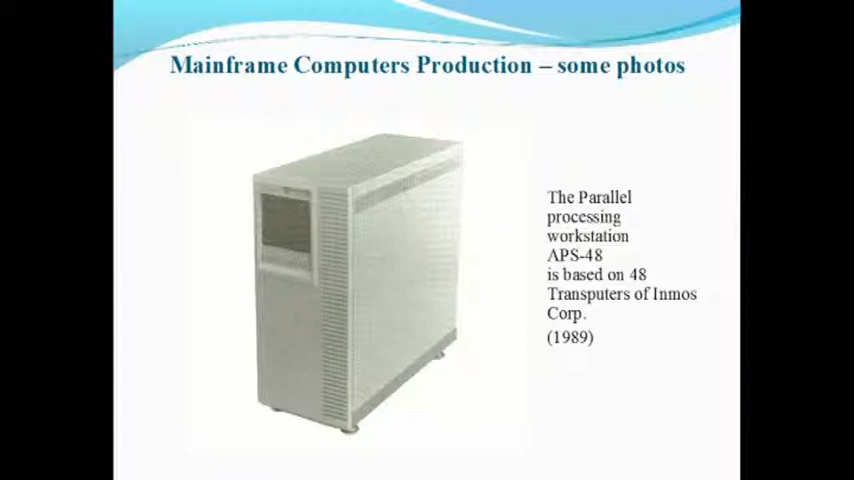 Mainframe Computers Production – some photos
The Parallel
processing
workstation
APS-48
is based on 48
Transputers of Inmos
Corp.
(1989)